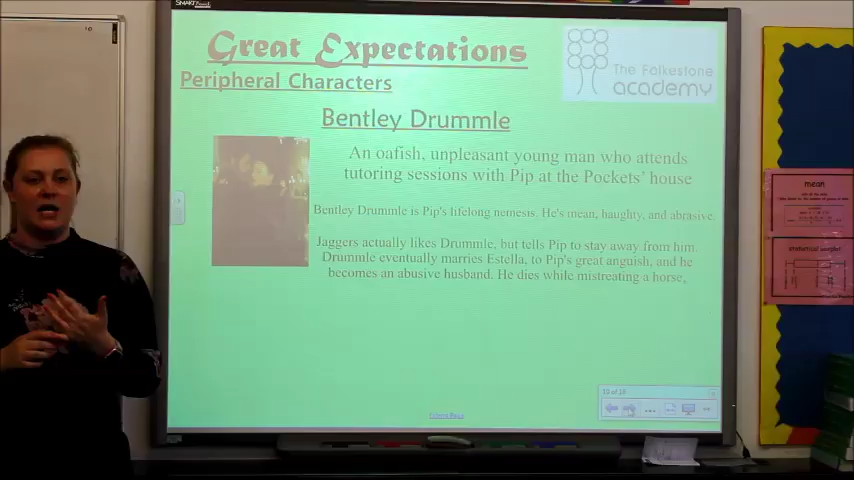 Great Expectations
Peripheral Characters
The Folkestone
academy
Bentley Drummle
An oafish, unpleasant young man who attends
tutoring sessions with Pip at the Pockets' house
Bentley Drummle is Pip's lifelong nemesis. He's mean, haughty, and abrasive.
Jaggers actually likes Drummle, but tells Pip to stay away from him.
Drummle eventually marries Estella, to Pip's great anguish, and he
becomes an abusive husband. He dies while mistreating a horse,
mean